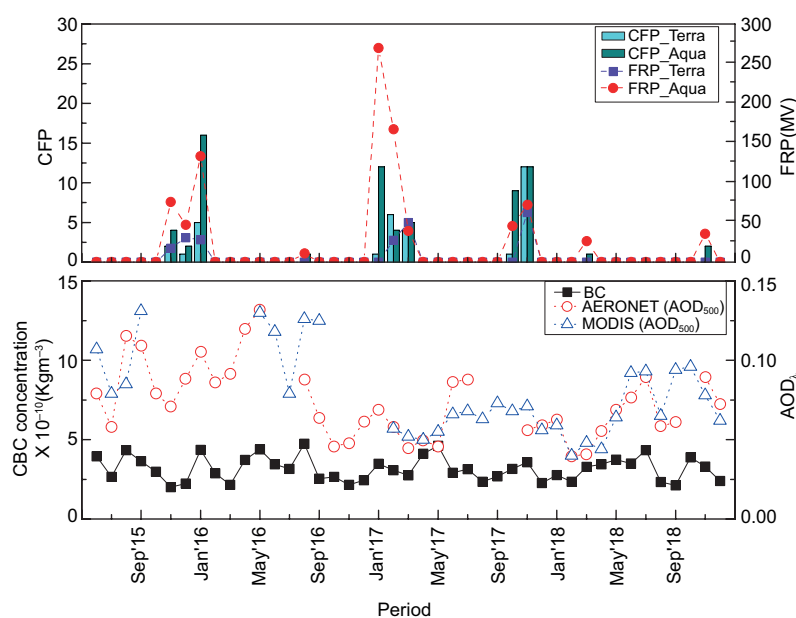 30
25
20
15
10
5
0
CFP
300
250
200
150
100
50
0
FRP(MV)
CFP_Terra
CFP_Aqua
FRP_Terra
FRP_Aqua
15
10
5
0
CBC concentration
X 10⁻¹⁰/(Kgm⁻³)
0.15
0.10
0.00
AODλ
BC
AERONET (AOD₅₀₀)
MODIS (AOD₅₀₀)
Sep'15
Jan'16
May'16
Sep'16
Jan'17
May'17
Sep'17
Jan'18
May'18
Sep'18
Period